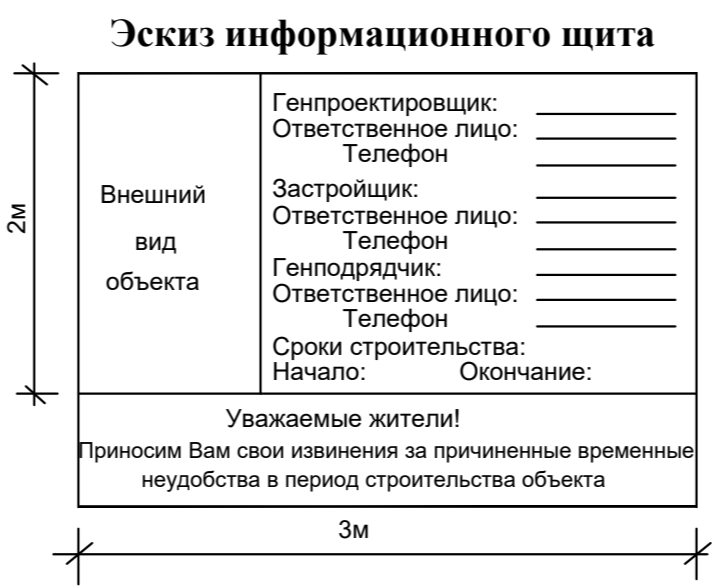 Эскиз информационного щита
2м
Внешний
вид
объекта
Генпроектировщик:
Ответственное лицо:
Телефон
Застройщик:
Ответственное лицо:
Телефон
Генподрядчик:
Ответственное лицо:
Телефон
Сроки строительства:
Начало: Окончание:
Уважаемые жители!
Приносим Вам свои извинения за причиненные временные
неудобства в период строительства объекта
3м